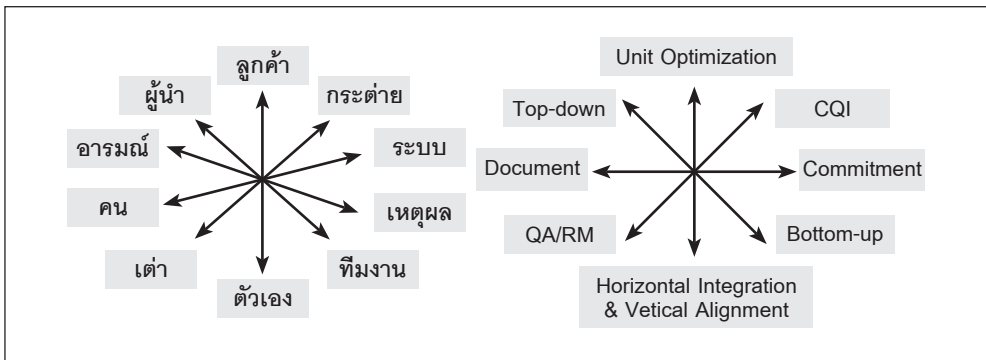 ลูกค้า
ผู้นำ
กระต่าย
อารมณ์
ระบบ
คน
เหตุผล
เต่า
ทีมงาน
ตัวเอง
Unit Optimization
Top-down
CQI
Document
Commitment
QA/RM
Bottom-up
Horizontal Integration
& Vetical Alignment